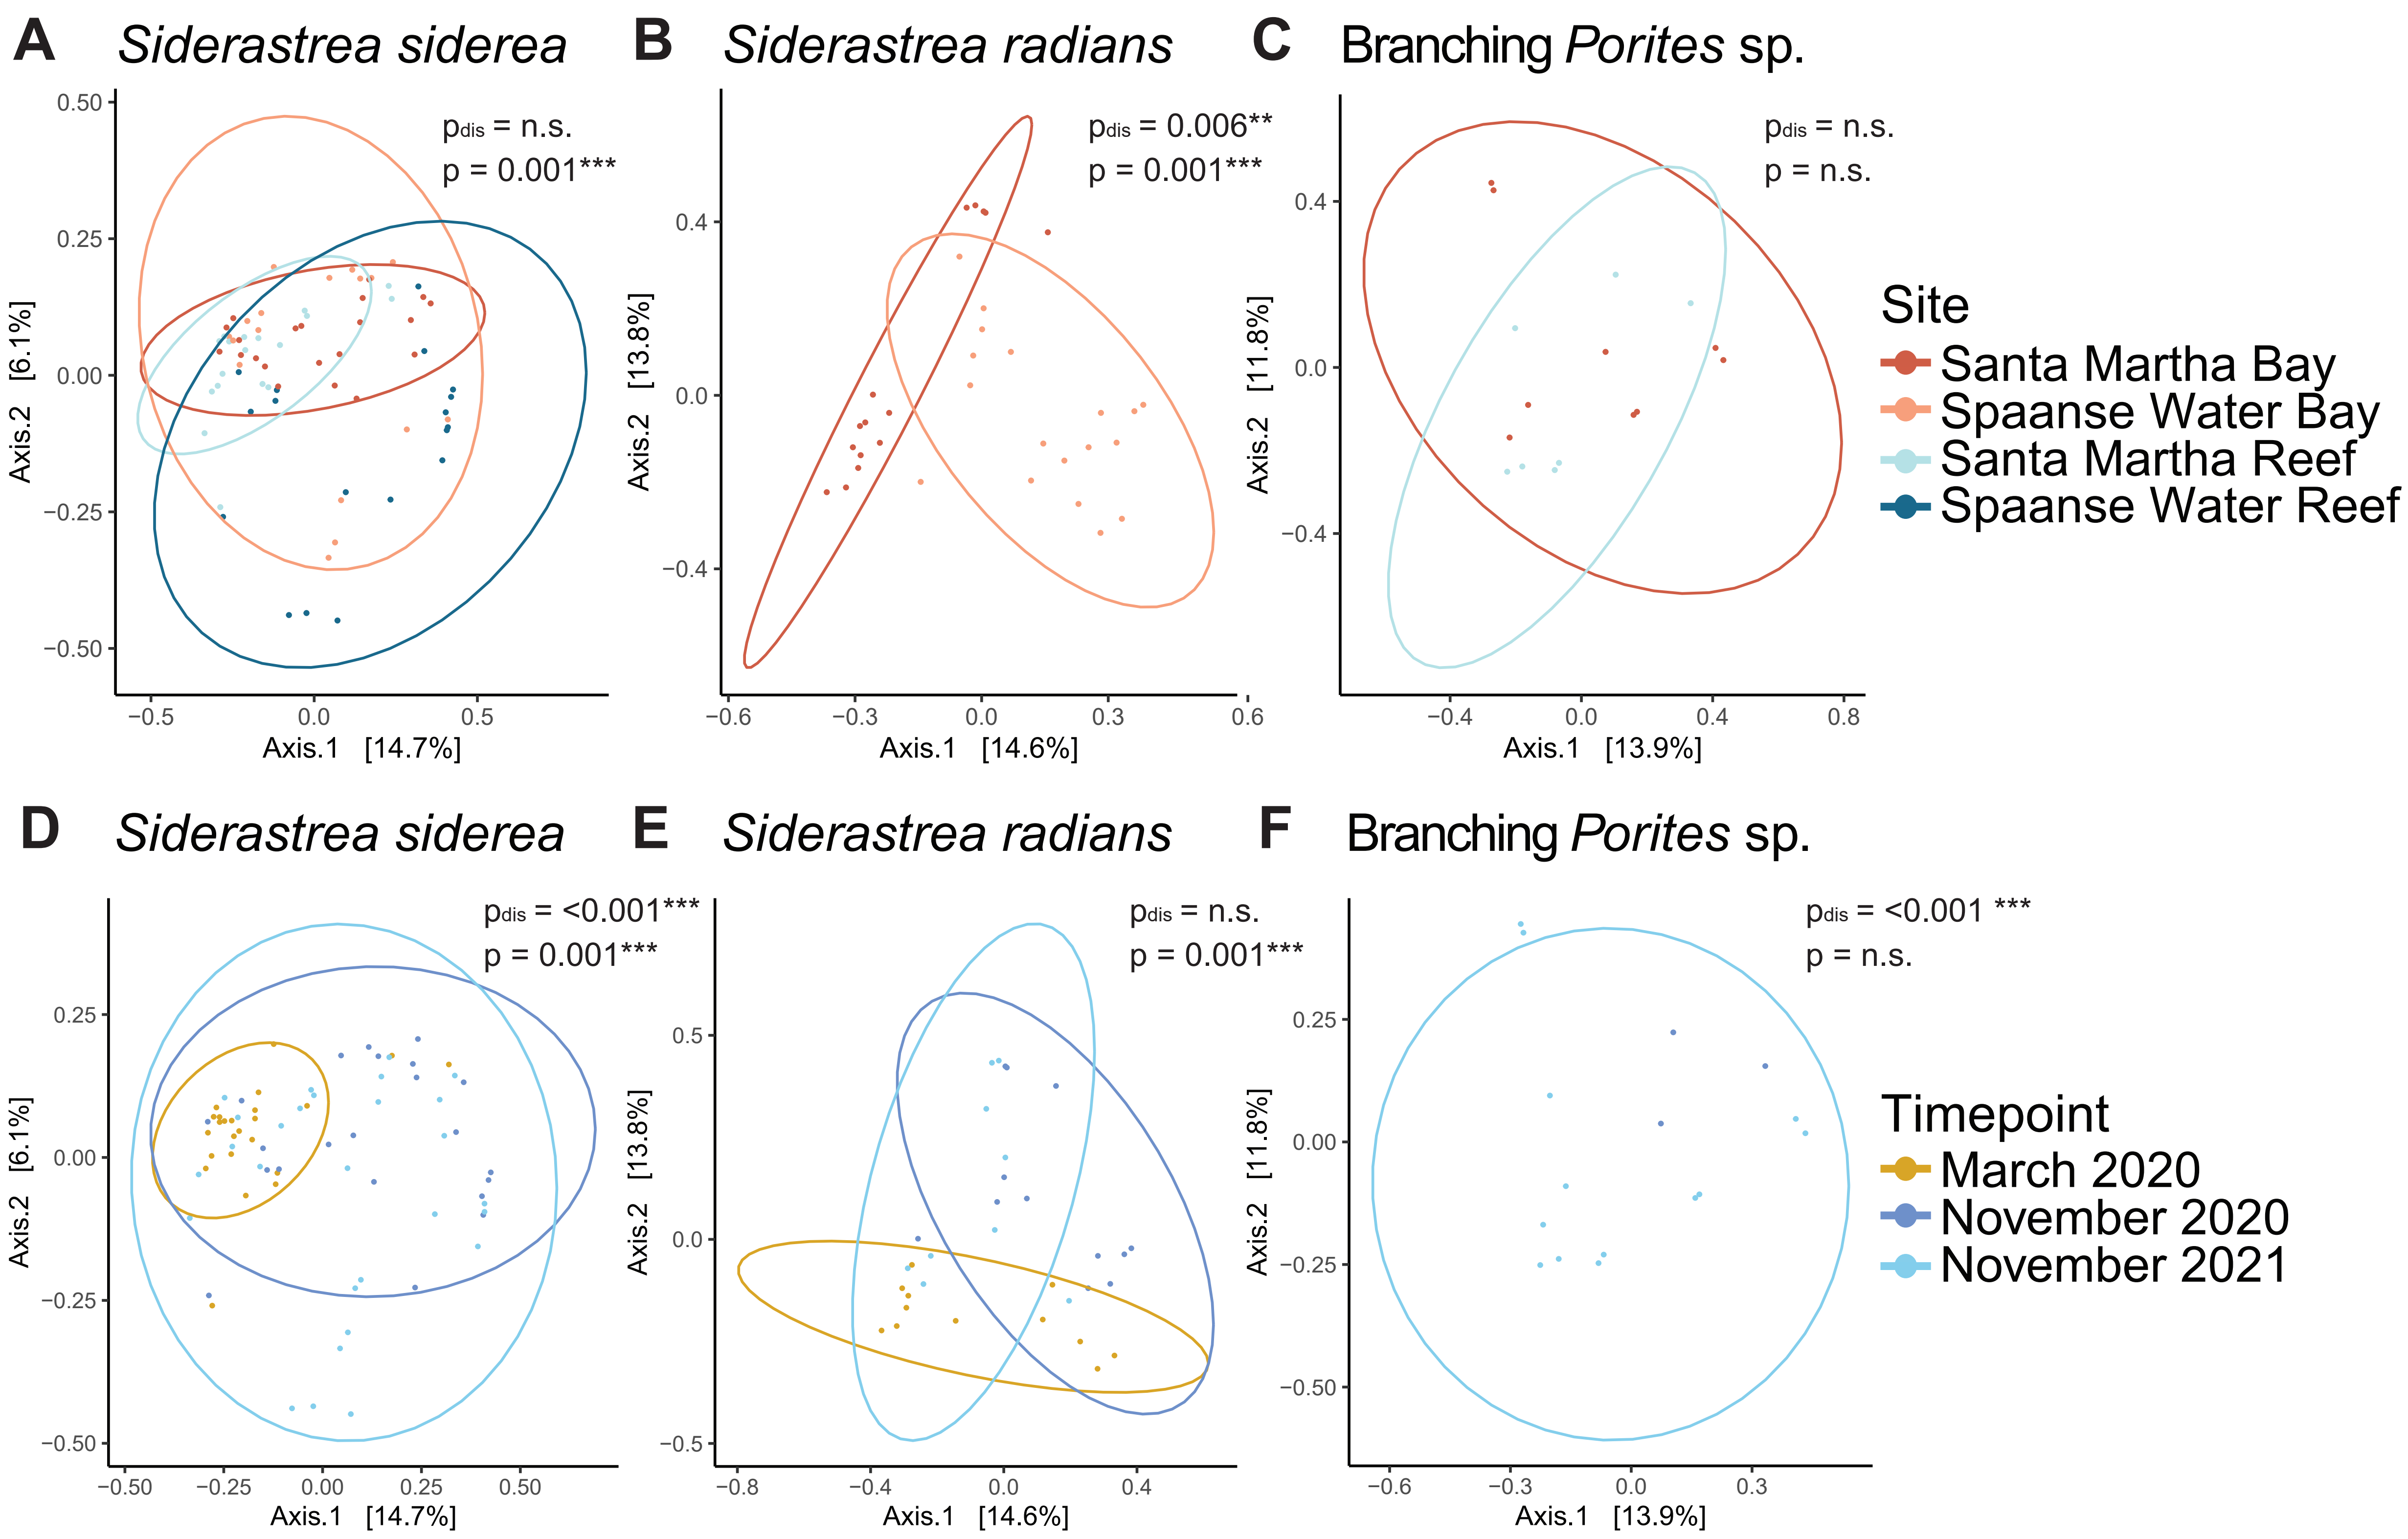 A Siderastrea siderea
pdis = n.s.
p = 0.001***
0.50
0.25
0.00
−0.25
−0.50
Axis.2 [6.1%]
−0.5 0.0 0.5
Axis.1 [14.7%]
B Siderastrea radians
pdis = 0.006**
p = 0.001***
0.4
0.0
−0.4
Axis.2 [13.8%]
−0.6 −0.3 0.0 0.3 0.6
Axis.1 [14.6%]
C Branching Porites sp.
pdis = n.s.
p = n.s.
0.4
0.0
−0.4
Axis.2 [11.8%]
−0.4 0.0 0.4 0.8
Axis.1 [13.9%]
Site
Santa Martha Bay
Spaanse Water Bay
Santa Martha Reef
Spaanse Water Reef
D Siderastrea siderea
pdis = <0.001***
p = 0.001***
0.25
0.00
−0.25
−0.50
Axis.2 [6.1%]
−0.50 −0.25 0.00 0.25 0.50
Axis.1 [14.7%]
E Siderastrea radians
pdis = n.s.
p = 0.001***
0.5
0.0
−0.5
Axis.2 [13.8%]
−0.8 −0.4 0.0 0.4
Axis.1 [14.6%]
F Branching Porites sp.
pdis = <0.001 ***
p = n.s.
0.25
0.00
−0.25
−0.50
Axis.2 [11.8%]
−0.6 −0.3 0.0 0.3
Axis.1 [13.9%]
Timepoint
March 2020
November 2020
November 2021